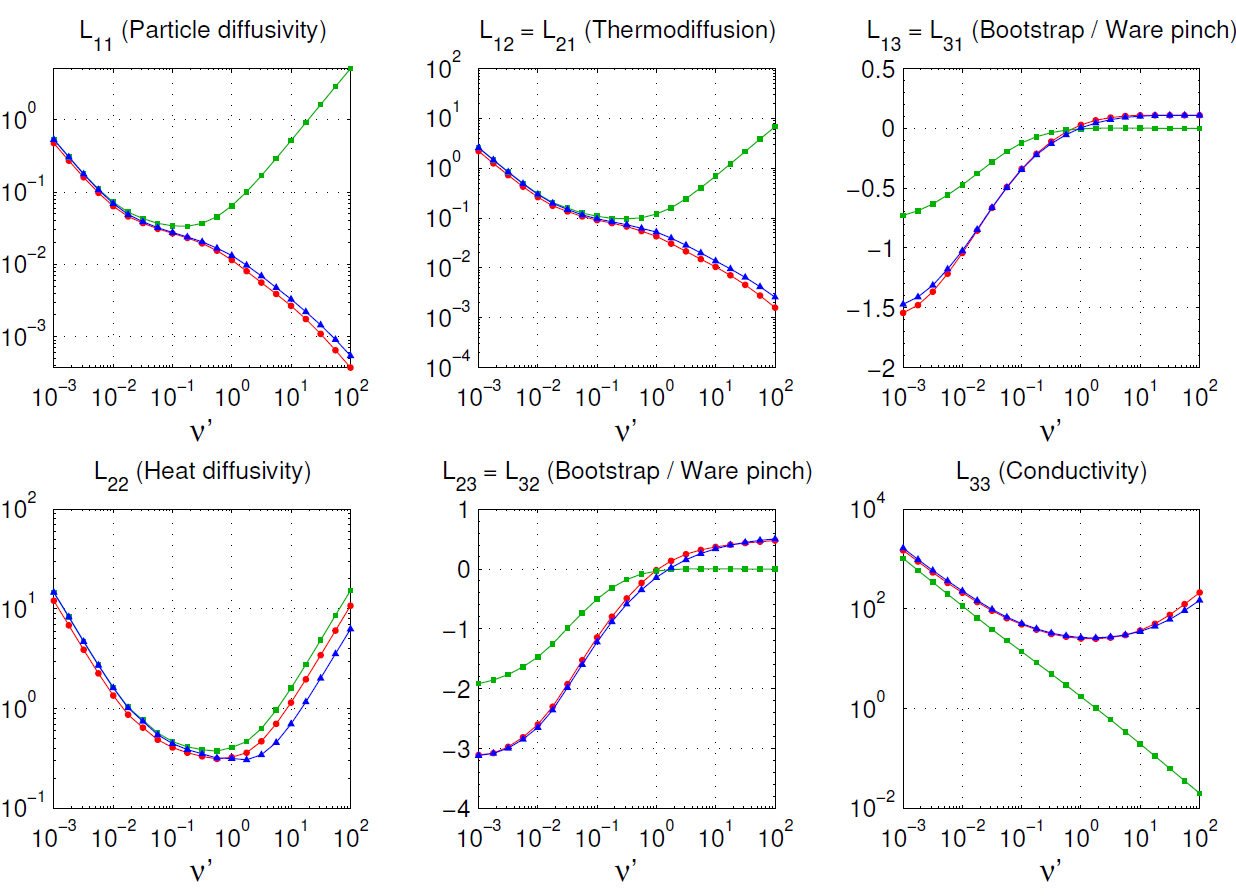 L11 (Particle diffusivity)
L12 = L21 (Thermodiffusion)
L13 = L31 (Bootstrap / Ware pinch)
10^0
10^−1
10^−2
10^−3
10^−3 10^−2 10^−1 10^0 10^1 10^2
ν'
10^2
10^1
10^0
10^−1
10^−2
10^−3
10^−4
10^−3 10^−2 10^−1 10^0 10^1 10^2
ν'
0.5
0
−0.5
−1
−1.5
−2
10^−3 10^−2 10^−1 10^0 10^1 10^2
ν'
L22 (Heat diffusivity)
L23 = L32 (Bootstrap / Ware pinch)
L33 (Conductivity)
10^2
10^1
10^0
10^−1
10^−3 10^−2 10^−1 10^0 10^1 10^2
ν'
1
0
−1
−2
−3
−4
10^−3 10^−2 10^−1 10^0 10^1 10^2
ν'
10^4
10^2
10^0
10^−2
10^−3 10^−2 10^−1 10^0 10^1 10^2
ν'